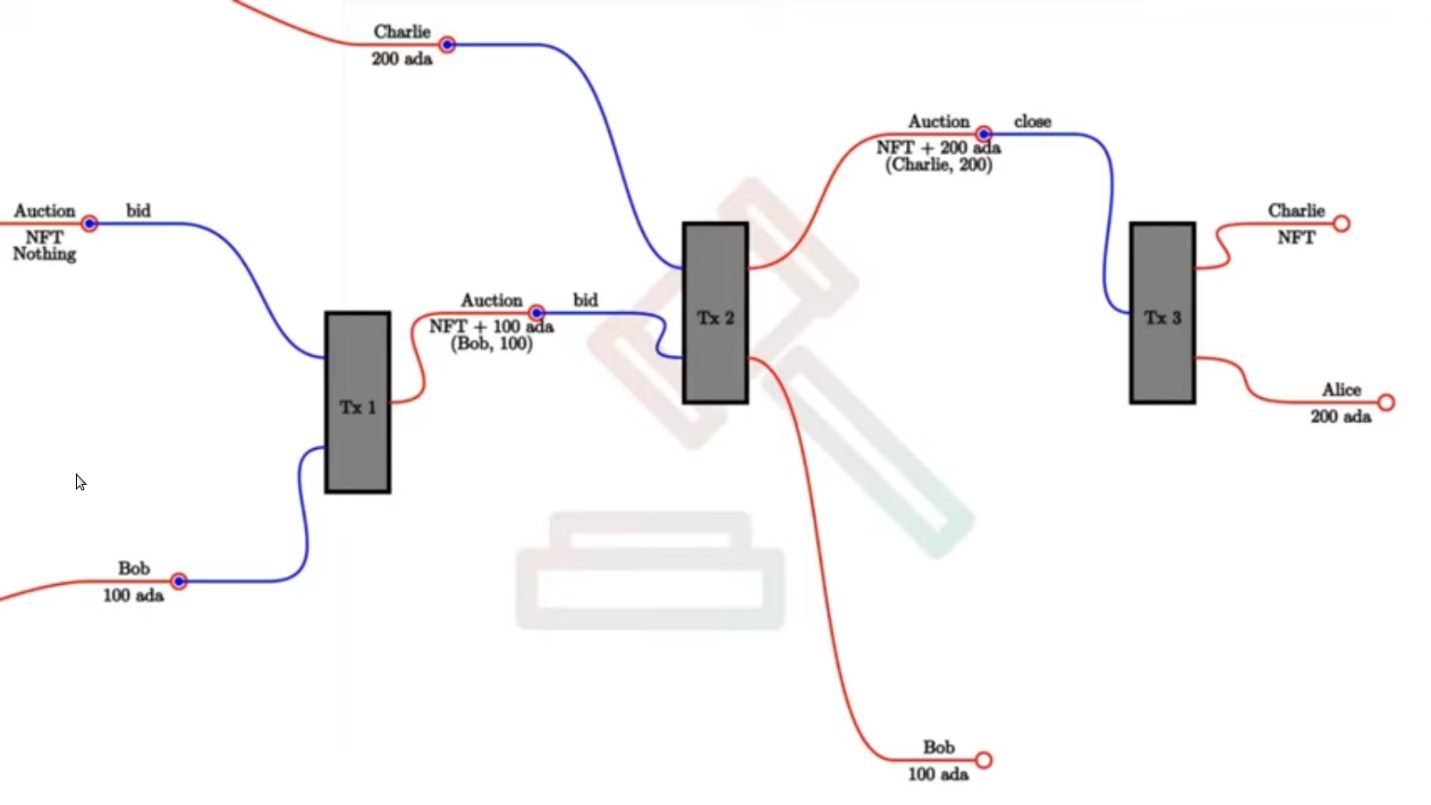 Charlie
200 ada
Auction close
NFT + 200 ada
(Charlie, 200)
Auction bid
NFT
Nothing
Charlie
NFT
Auction bid
NFT + 100 ada
(Bob, 100)
Tx 2
Tx 3
Tx 1
Alice
200 ada
Bob
100 ada
Bob
100 ada